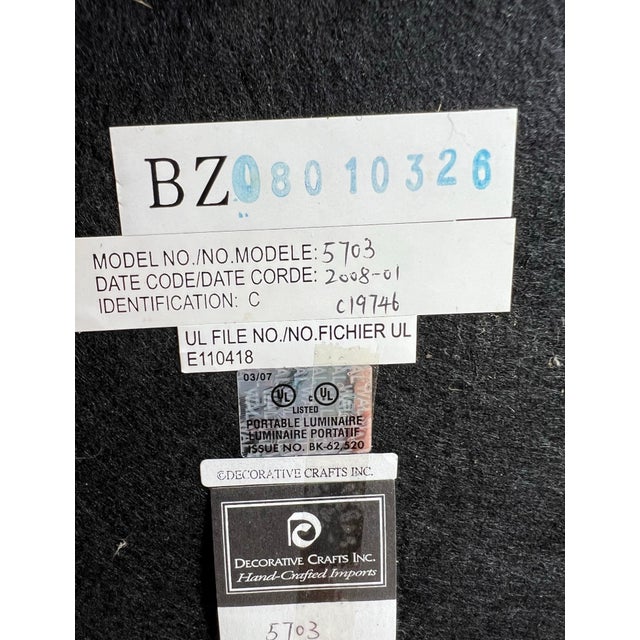 BZ08010326
MODEL NO./NO.MODELE: 5703
DATE CODE/DATE CORDE: 2008-01
IDENTIFICATION: C C19746
UL FILE NO./NO.FICHIER UL
E110418
03/07
UL c UL
LISTED
PORTABLE LUMINAIRE
LUMINAIRE PORTATIF
ISSUE NO. BK-62,520
©DECORATIVE CRAFTS INC.
DECORATIVE CRAFTS INC.
Hand-Crafted Imports
5703